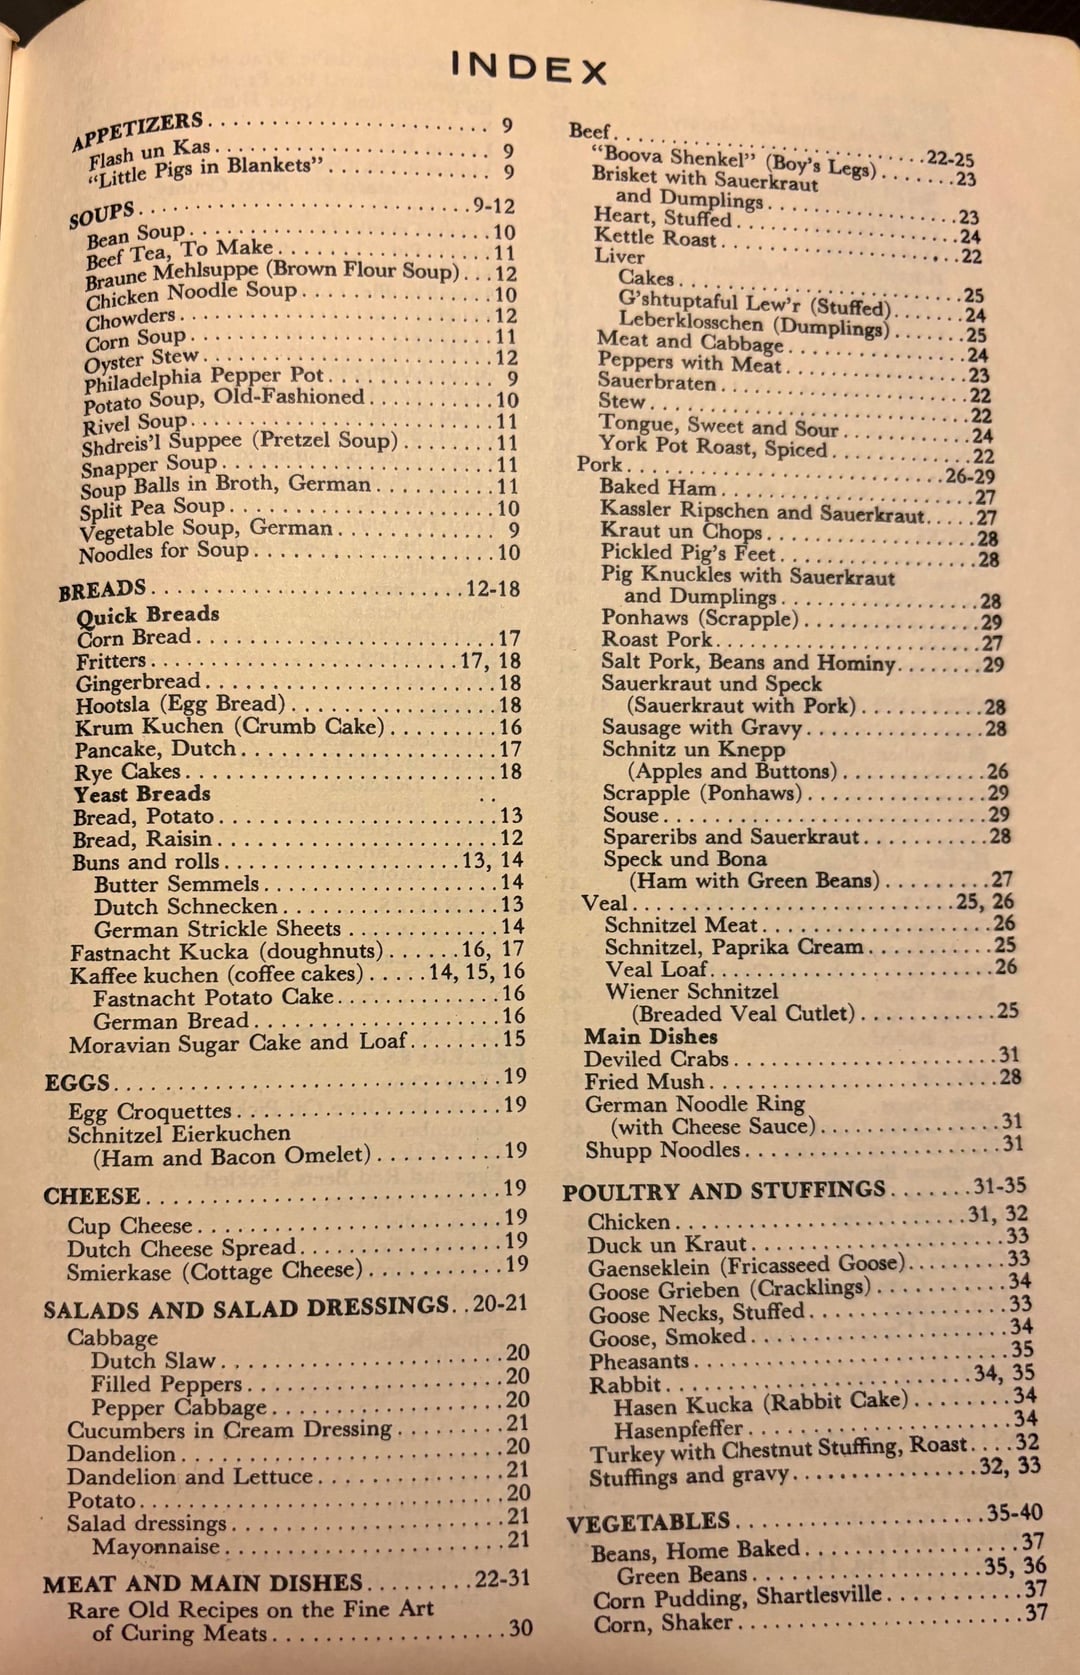 INDEX
APPETIZERS . . . . . . . . . . . . . . . . . . . . . . 9
Flash un Kas . . . . . . . . . . . . . . . . . . . . . . 9
"Little Pigs in Blankets" . . . . . . . . . . . . . 9
SOUPS . . . . . . . . . . . . . . . . . . . . . . . . . . 9-12
Bean Soup . . . . . . . . . . . . . . . . . . . . . . . . 10
Beef Tea, To Make . . . . . . . . . . . . . . . . . 11
Braune Mehlsuppe (Brown Flour Soup) . . . 12
Chicken Noodle Soup . . . . . . . . . . . . . . . 10
Chowders . . . . . . . . . . . . . . . . . . . . . . . . . 12
Corn Soup . . . . . . . . . . . . . . . . . . . . . . . . 11
Oyster Stew . . . . . . . . . . . . . . . . . . . . . . . 12
Philadelphia Pepper Pot . . . . . . . . . . . . . 9
Potato Soup, Old-Fashioned . . . . . . . . . . 10
Rivel Soup . . . . . . . . . . . . . . . . . . . . . . . . 11
Shdreis'l Suppee (Pretzel Soup) . . . . . . . 11
Snapper Soup . . . . . . . . . . . . . . . . . . . . . 11
Soup Balls in Broth, German . . . . . . . . . . 11
Split Pea Soup . . . . . . . . . . . . . . . . . . . . . 10
Vegetable Soup, German . . . . . . . . . . . . . 9
Noodles for Soup . . . . . . . . . . . . . . . . . . . 10
BREADS . . . . . . . . . . . . . . . . . . . . . . . . . 12-18
Quick Breads
Corn Bread . . . . . . . . . . . . . . . . . . . . . . . . 17
Fritters . . . . . . . . . . . . . . . . . . . . . . . . 17, 18
Gingerbread . . . . . . . . . . . . . . . . . . . . . . . 18
Hootsla (Egg Bread) . . . . . . . . . . . . . . . . 18
Krum Kuchen (Crumb Cake) . . . . . . . . . 16
Pancake, Dutch . . . . . . . . . . . . . . . . . . . . 17
Rye Cakes . . . . . . . . . . . . . . . . . . . . . . . . . 18
Yeast Breads . .
Bread, Potato . . . . . . . . . . . . . . . . . . . . . . 13
Bread, Raisin . . . . . . . . . . . . . . . . . . . . . . 12
Buns and rolls . . . . . . . . . . . . . . . . . . . 13, 14
Butter Semmels . . . . . . . . . . . . . . . . . . . 14
Dutch Schnecken . . . . . . . . . . . . . . . . . . 13
German Strickle Sheets . . . . . . . . . . . . . 14
Fastnacht Kucka (doughnuts) . . . . . . 16, 17
Kaffee kuchen (coffee cakes) . . . . . 14, 15, 16
Fastnacht Potato Cake . . . . . . . . . . . . . 16
German Bread . . . . . . . . . . . . . . . . . . . . 16
Moravian Sugar Cake and Loaf . . . . . . . . 15
EGGS . . . . . . . . . . . . . . . . . . . . . . . . . . . . . . 19
Egg Croquettes . . . . . . . . . . . . . . . . . . . . . 19
Schnitzel Eierkuchen
(Ham and Bacon Omelet) . . . . . . . . . . 19
CHEESE . . . . . . . . . . . . . . . . . . . . . . . . . . . . 19
Cup Cheese . . . . . . . . . . . . . . . . . . . . . . . . 19
Dutch Cheese Spread . . . . . . . . . . . . . . . . 19
Smierkase (Cottage Cheese) . . . . . . . . . . . 19
SALADS AND SALAD DRESSINGS . . 20-21
Cabbage
Dutch Slaw . . . . . . . . . . . . . . . . . . . . . . . 20
Filled Peppers . . . . . . . . . . . . . . . . . . . . . 20
Pepper Cabbage . . . . . . . . . . . . . . . . . . . 20
Cucumbers in Cream Dressing . . . . . . . . . 21
Dandelion . . . . . . . . . . . . . . . . . . . . . . . . . . 20
Dandelion and Lettuce . . . . . . . . . . . . . . . 21
Potato . . . . . . . . . . . . . . . . . . . . . . . . . . . . . 20
Salad dressings . . . . . . . . . . . . . . . . . . . . . 21
Mayonnaise . . . . . . . . . . . . . . . . . . . . . . . 21
MEAT AND MAIN DISHES . . . . . . . . . 22-31
Rare Old Recipes on the Fine Art
of Curing Meats . . . . . . . . . . . . . . . . . . . 30
Beef . . . . . . . . . . . . . . . . . . . . . . . . . 22-25
"Boova Shenkel" (Boy's Legs) . . . . . . . 23
Brisket with Sauerkraut
and Dumplings . . . . . . . . . . . . . . . . . 23
Heart, Stuffed . . . . . . . . . . . . . . . . . . . . 24
Kettle Roast . . . . . . . . . . . . . . . . . . . . . . 22
Liver
Cakes . . . . . . . . . . . . . . . . . . . . . . . . . . 25
G'shtuptaful Lew'r (Stuffed) . . . . . . . 24
Leberklosschen (Dumplings) . . . . . . . 25
Meat and Cabbage . . . . . . . . . . . . . . . . 24
Peppers with Meat . . . . . . . . . . . . . . . . 23
Sauerbraten . . . . . . . . . . . . . . . . . . . . . . 22
Stew . . . . . . . . . . . . . . . . . . . . . . . . . . . . 22
Tongue, Sweet and Sour . . . . . . . . . . . 24
York Pot Roast, Spiced . . . . . . . . . . . . 22
Pork . . . . . . . . . . . . . . . . . . . . . . . . . 26-29
Baked Ham . . . . . . . . . . . . . . . . . . . . . . 27
Kassler Ripschen and Sauerkraut . . . . . 27
Kraut un Chops . . . . . . . . . . . . . . . . . . 28
Pickled Pig's Feet . . . . . . . . . . . . . . . . . 28
Pig Knuckles with Sauerkraut
and Dumplings . . . . . . . . . . . . . . . . . 28
Ponhaws (Scrapple) . . . . . . . . . . . . . . . 29
Roast Pork . . . . . . . . . . . . . . . . . . . . . . . 27
Salt Pork, Beans and Hominy . . . . . . . . 29
Sauerkraut und Speck
(Sauerkraut with Pork) . . . . . . . . . . . 28
Sausage with Gravy . . . . . . . . . . . . . . . 28
Schnitz un Knepp
(Apples and Buttons) . . . . . . . . . . . . . 26
Scrapple (Ponhaws) . . . . . . . . . . . . . . . . 29
Souse . . . . . . . . . . . . . . . . . . . . . . . . . . . 29
Spareribs and Sauerkraut . . . . . . . . . . . 28
Speck und Bona
(Ham with Green Beans) . . . . . . . . . 27
Veal . . . . . . . . . . . . . . . . . . . . . . . . . . 25, 26
Schnitzel Meat . . . . . . . . . . . . . . . . . . . 26
Schnitzel, Paprika Cream . . . . . . . . . . . 25
Veal Loaf . . . . . . . . . . . . . . . . . . . . . . . . 26
Wiener Schnitzel
(Breaded Veal Cutlet) . . . . . . . . . . . . 25
Main Dishes
Deviled Crabs . . . . . . . . . . . . . . . . . . . . . 31
Fried Mush . . . . . . . . . . . . . . . . . . . . . . . 28
German Noodle Ring
(with Cheese Sauce) . . . . . . . . . . . . . . . 31
Shupp Noodles . . . . . . . . . . . . . . . . . . . . 31
POULTRY AND STUFFINGS . . . . . . . 31-35
Chicken . . . . . . . . . . . . . . . . . . . . . . . 31, 32
Duck un Kraut . . . . . . . . . . . . . . . . . . . . 33
Gaenseklein (Fricasseed Goose) . . . . . . . . 33
Goose Grieben (Cracklings) . . . . . . . . . . 34
Goose Necks, Stuffed . . . . . . . . . . . . . . . 33
Goose, Smoked . . . . . . . . . . . . . . . . . . . . 34
Pheasants . . . . . . . . . . . . . . . . . . . . . . . . . 35
Rabbit . . . . . . . . . . . . . . . . . . . . . . . . 34, 35
Hasen Kucka (Rabbit Cake) . . . . . . . . 34
Hasenpfeffer . . . . . . . . . . . . . . . . . . . . . 34
Turkey with Chestnut Stuffing, Roast . . . . 32
Stuffings and gravy . . . . . . . . . . . . . . . 32, 33
VEGETABLES . . . . . . . . . . . . . . . . . . . . 35-40
Beans, Home Baked . . . . . . . . . . . . . . . . 37
Green Beans . . . . . . . . . . . . . . . . . . 35, 36
Corn Pudding, Shartlesville . . . . . . . . . . . 37
Corn, Shaker . . . . . . . . . . . . . . . . . . . . . . 37